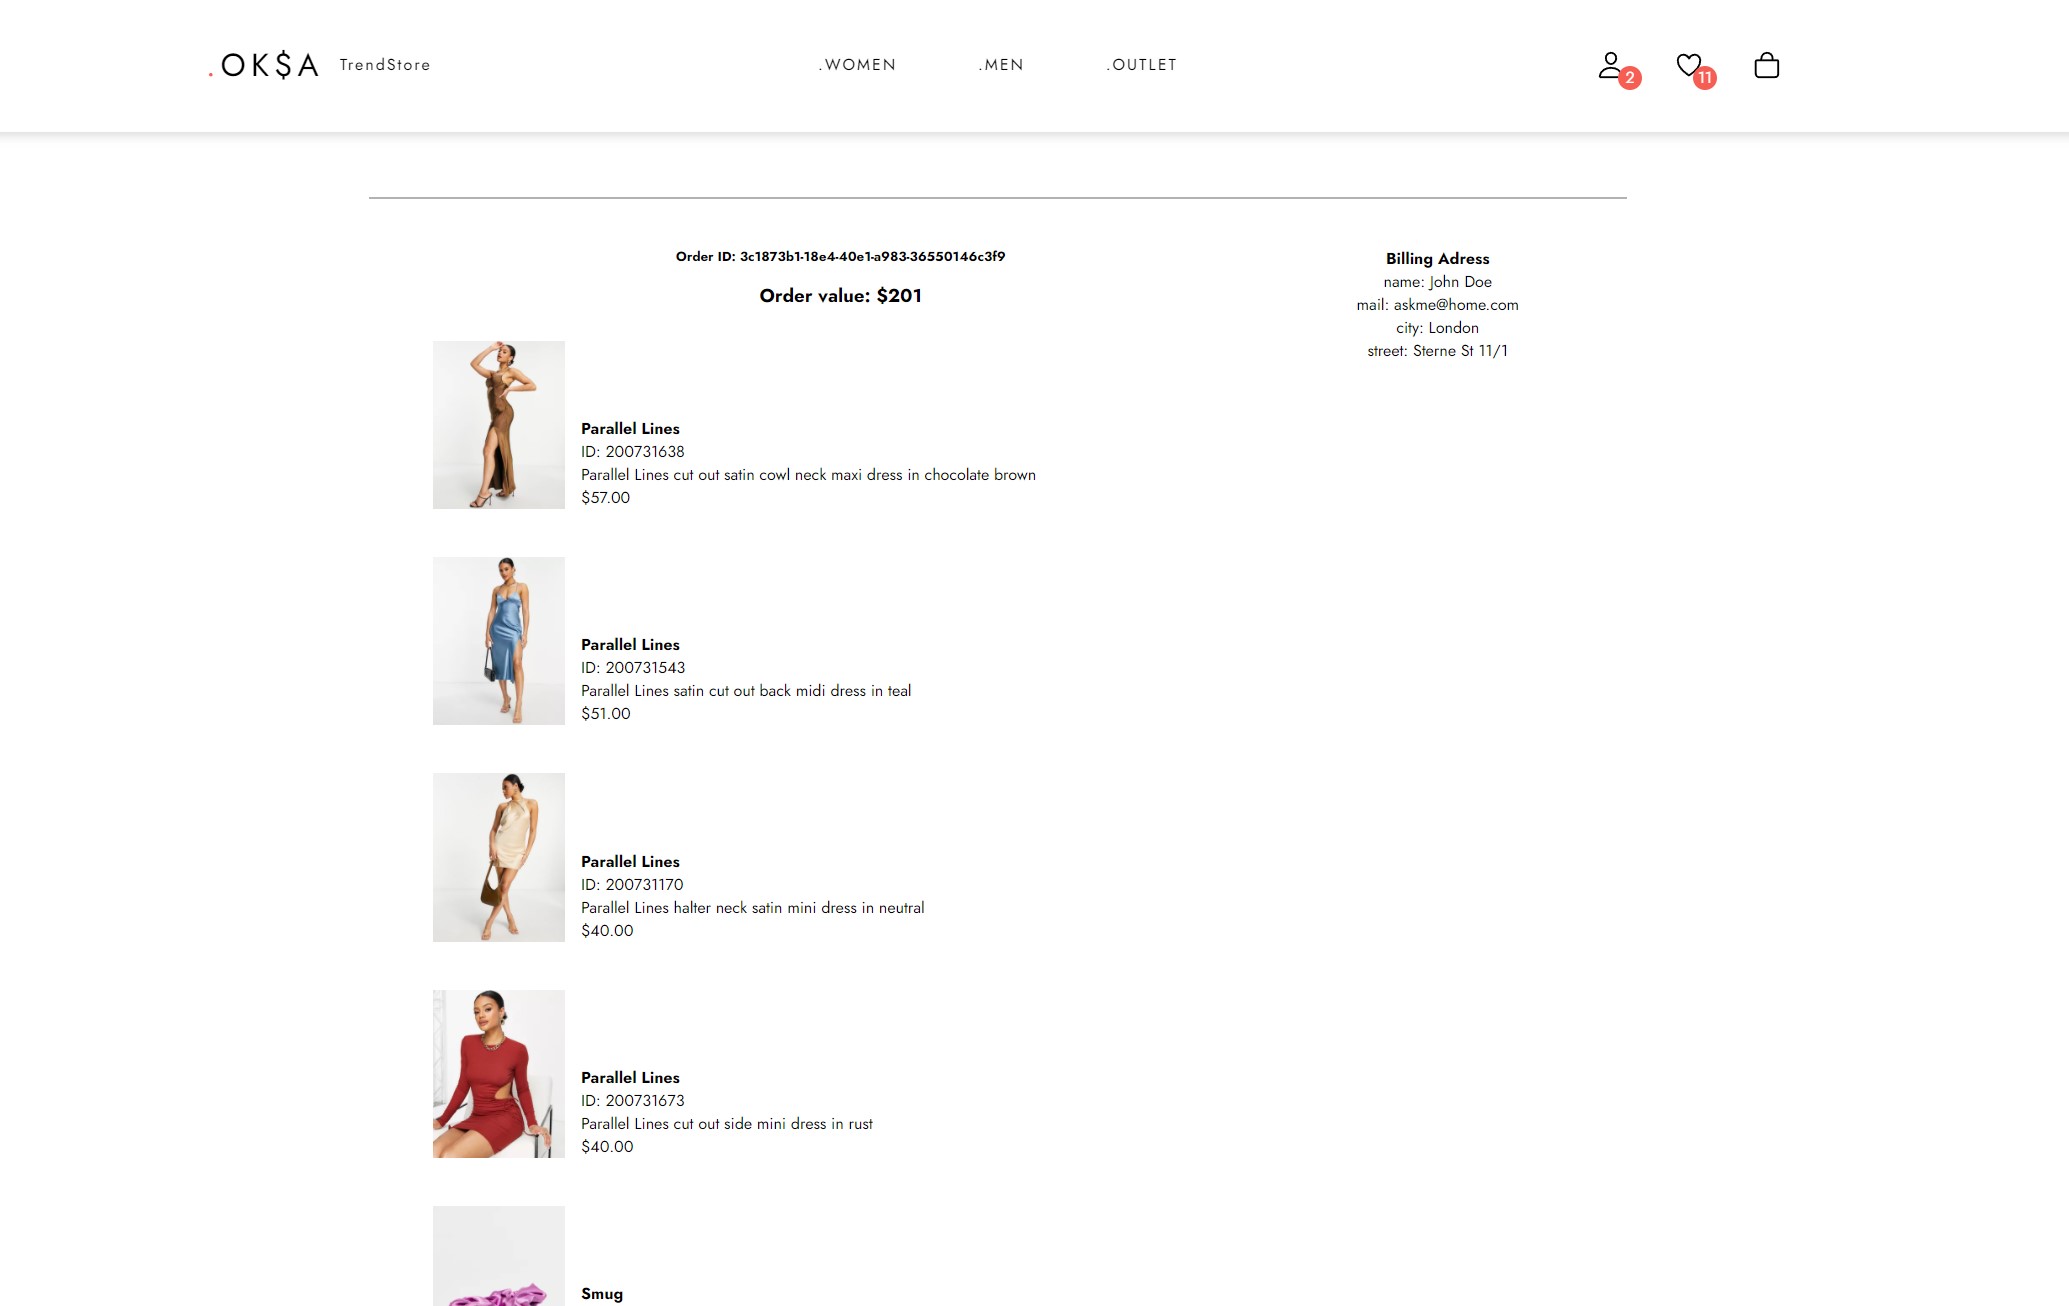 .OK$A TrendStore .WOMEN .MEN .OUTLET 2 11
Order ID: 3c1873b1-18e4-40e1-a983-36550146c3f9
Order value: $201
Billing Adress
name: John Doe
mail: askme@home.com
city: London
street: Sterne St 11/1
Parallel Lines
ID: 200731638
Parallel Lines cut out satin cowl neck maxi dress in chocolate brown
$57.00
Parallel Lines
ID: 200731543
Parallel Lines satin cut out back midi dress in teal
$51.00
Parallel Lines
ID: 200731170
Parallel Lines halter neck satin mini dress in neutral
$40.00
Parallel Lines
ID: 200731673
Parallel Lines cut out side mini dress in rust
$40.00
Smug